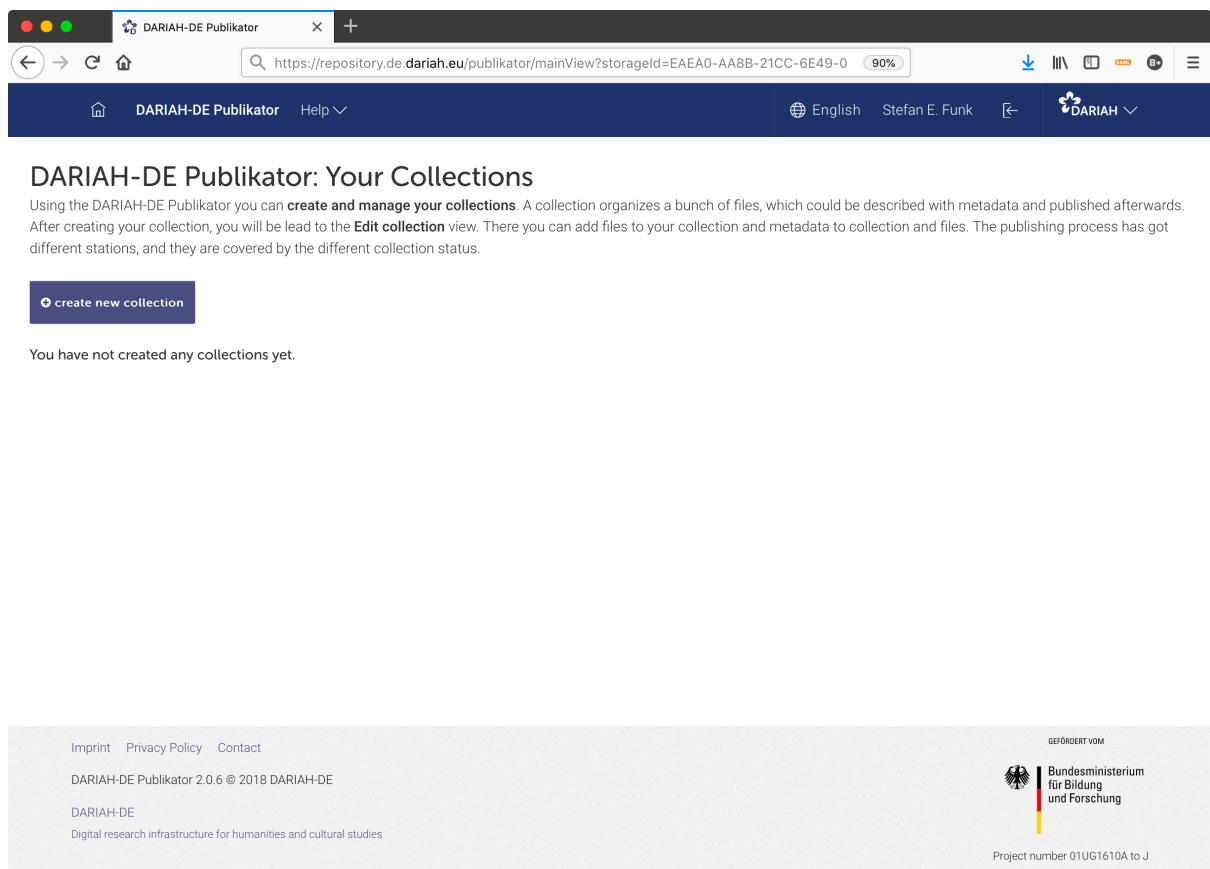 DARIAH-DE Publikator
https://repository.de.dariah.eu/publikator/mainView?storageId=EAEA0-AA8B-21CC-6E49-0 90%
DARIAH-DE Publikator Help English Stefan E. Funk DARIAH
DARIAH-DE Publikator: Your Collections
Using the DARIAH-DE Publikator you can create and manage your collections. A collection organizes a bunch of files, which could be described with metadata and published afterwards.
After creating your collection, you will be lead to the Edit collection view. There you can add files to your collection and metadata to collection and files. The publishing process has got
different stations, and they are covered by the different collection status.
create new collection
You have not created any collections yet.
Imprint Privacy Policy Contact
DARIAH-DE Publikator 2.0.6 © 2018 DARIAH-DE
DARIAH-DE
Digital research infrastructure for humanities and cultural studies
GEFÖRDERT VOM
Bundesministerium
für Bildung
und Forschung
Project number 01UG1610A to J